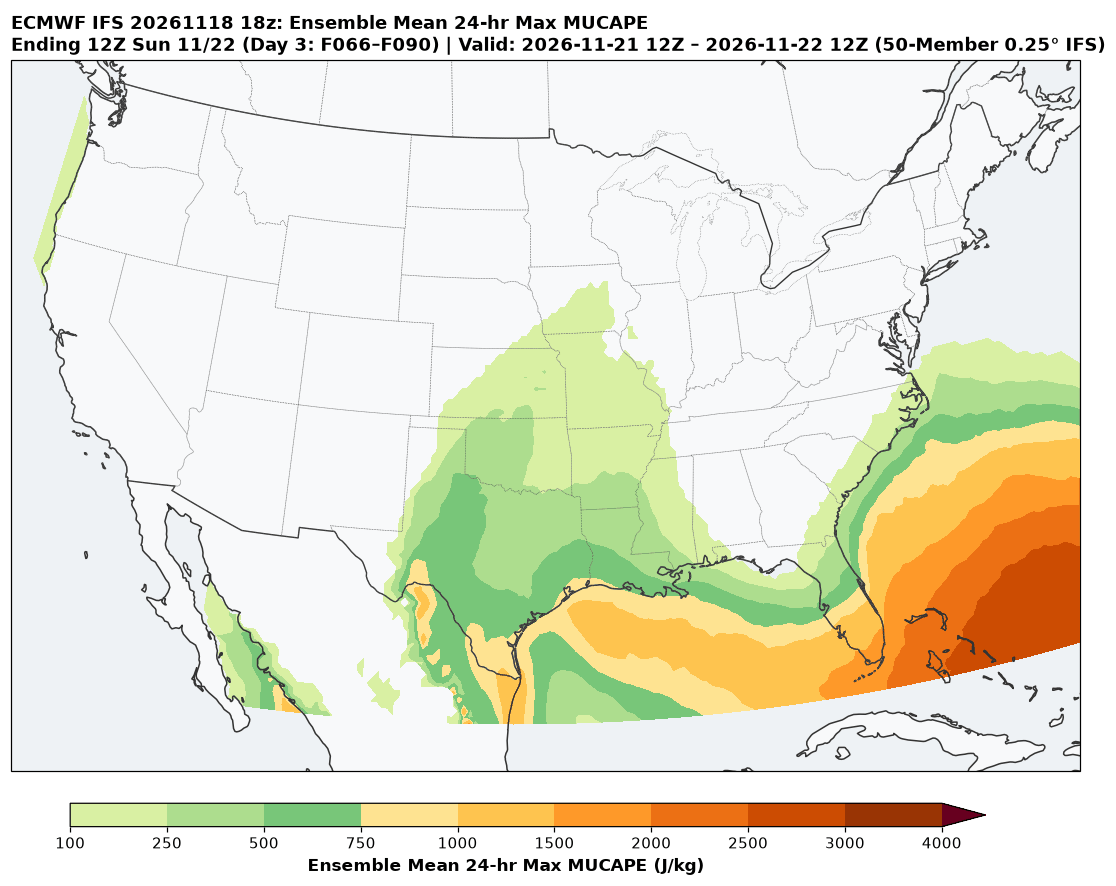 ECMWF IFS 20261118 18z: Ensemble Mean 24-hr Max MUCAPE
Ending 12Z Sun 11/22 (Day 3: F066–F090) | Valid: 2026-11-21 12Z – 2026-11-22 12Z (50-Member 0.25° IFS)
100 250 500 750 1000 1500 2000 2500 3000 4000
Ensemble Mean 24-hr Max MUCAPE (J/kg)